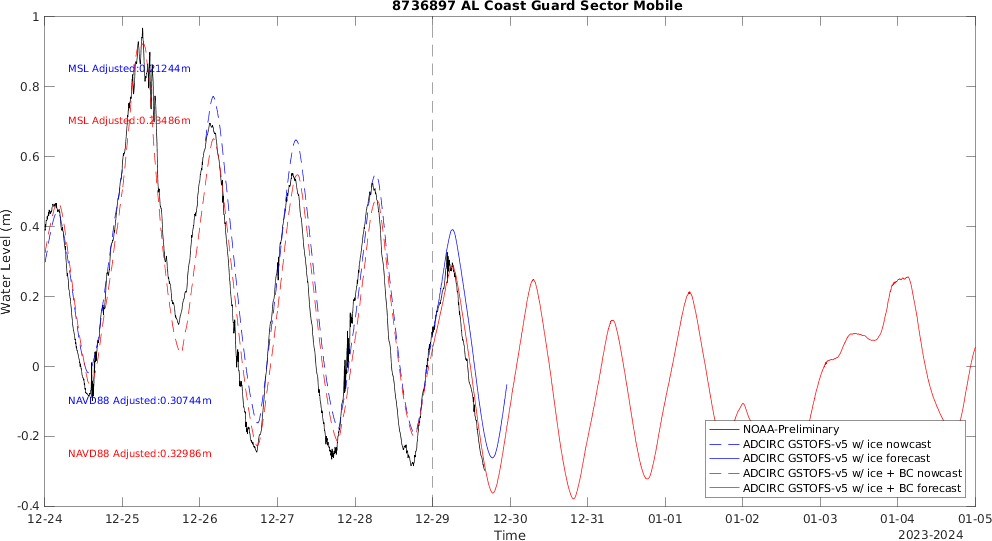 8736897 AL Coast Guard Sector Mobile
1
0.8
0.6
0.4
0.2
0
-0.2
-0.4
Water Level (m)
MSL Adjusted:0.21244m
MSL Adjusted:0.23486m
NAVD88 Adjusted:0.30744m
NAVD88 Adjusted:0.32986m
NOAA-Preliminary
ADCIRC GSTOFS-v5 w/ ice nowcast
ADCIRC GSTOFS-v5 w/ ice forecast
ADCIRC GSTOFS-v5 w/ ice + BC nowcast
ADCIRC GSTOFS-v5 w/ ice + BC forecast
12-24 12-25 12-26 12-27 12-28 12-29 12-30 12-31 01-01 01-02 01-03 01-04 01-05
Time
2023-2024